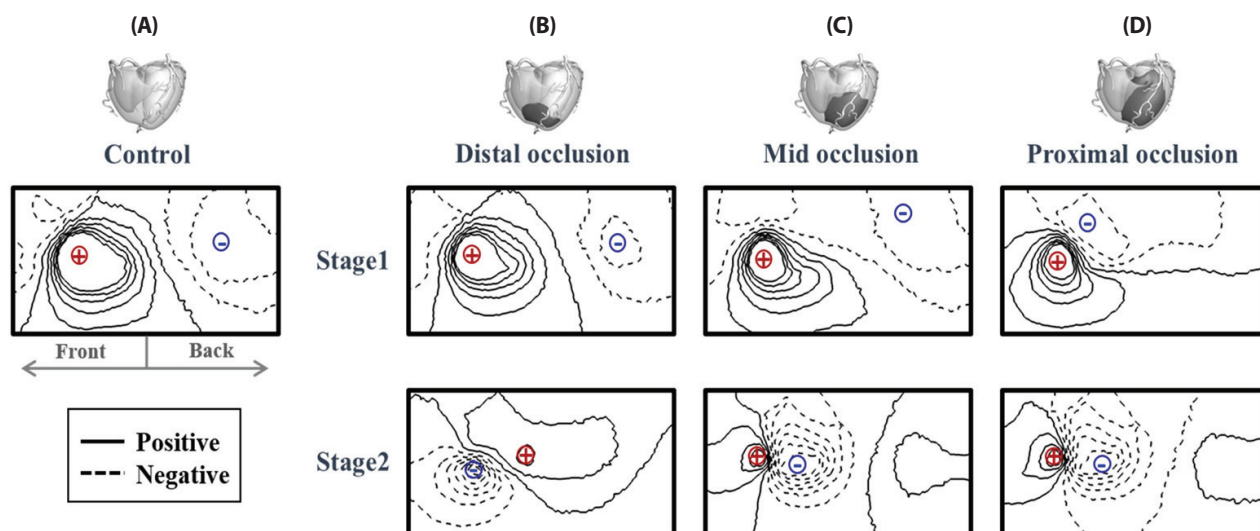 (A) (B) (C) (D)
Control Distal occlusion Mid occlusion Proximal occlusion
+ - + - + - + -
Stage1
Front Back
Positive
Negative
Stage2
- + + - + -